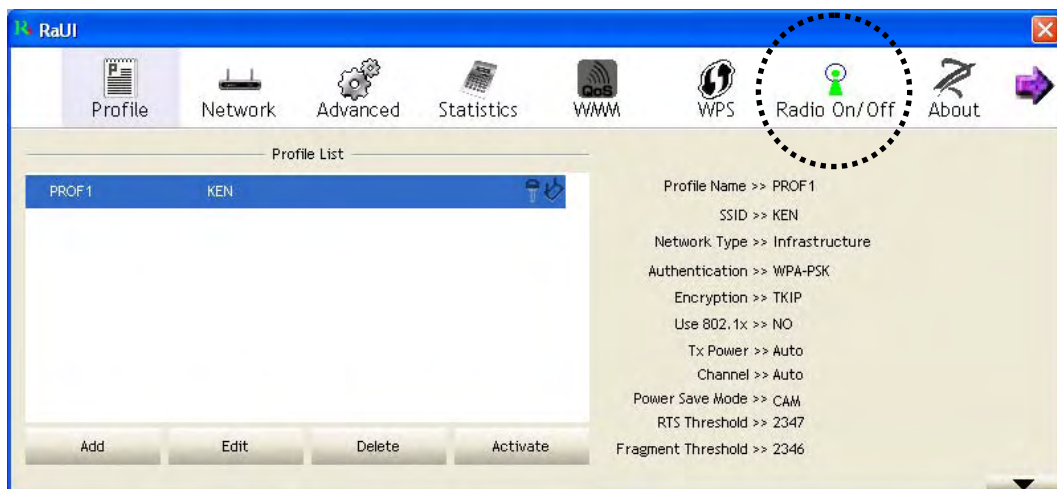 RaUI
Profile
Network
Advanced
Statistics
QoS
WMM
WPS
Radio On/Off
About
Profile List
PROF1 KEN
Profile Name >> PROF1
SSID >> KEN
Network Type >> Infrastructure
Authentication >> WPA-PSK
Encryption >> TKIP
Use 802.1x >> NO
Tx Power >> Auto
Channel >> Auto
Power Save Mode >> CAM
RTS Threshold >> 2347
Fragment Threshold >> 2346
Add Edit Delete Activate